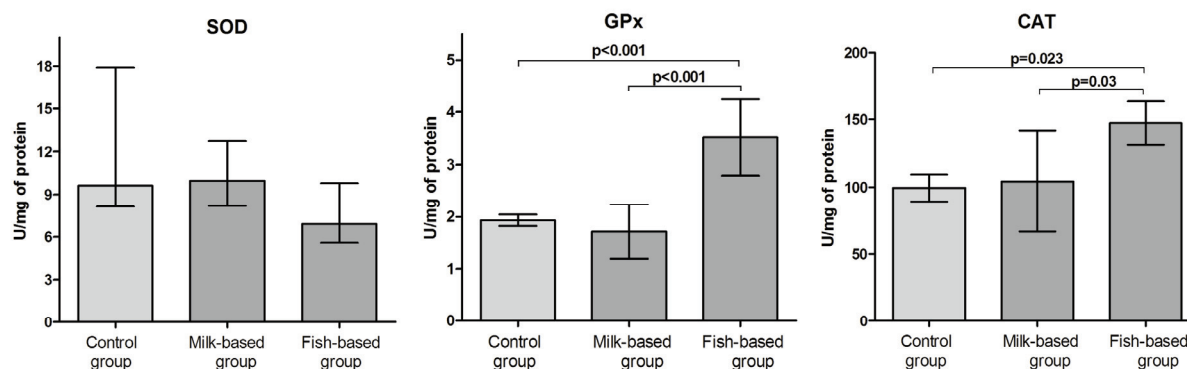 SOD
U/mg of protein
18
15
12
9
6
3
0
Control group
Milk-based group
Fish-based group
GPx
U/mg of protein
5
4
3
2
1
0
p<0.001
p<0.001
Control group
Milk-based group
Fish-based group
CAT
U/mg of protein
200
150
100
50
0
p=0.023
p=0.03
Control group
Milk-based group
Fish-based group